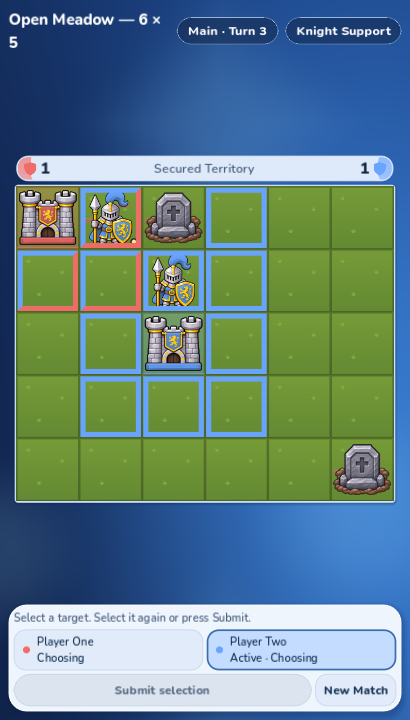 Open Meadow — 6 ×
5
Main · Turn 3
Knight Support
1
Secured Territory
1
Select a target. Select it again or press Submit.
Player One
Choosing
Player Two
Active · Choosing
Submit selection
New Match